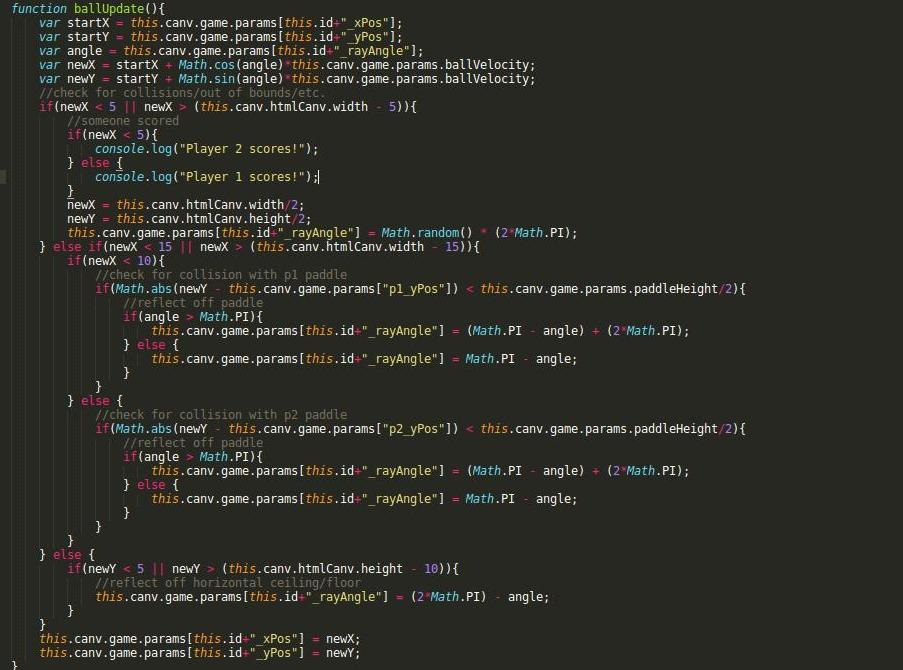 function ballUpdate(){
var startX = this.canv.game.params[this.id+"_xPos"];
var startY = this.canv.game.params[this.id+"_yPos"];
var angle = this.canv.game.params[this.id+"_rayAngle"];
var newX = startX + Math.cos(angle)*this.canv.game.params.ballVelocity;
var newY = startY + Math.sin(angle)*this.canv.game.params.ballVelocity;
//check for collisions/out of bounds/etc.
if(newX < 5 || newX > (this.canv.htmlCanv.width - 5)){
//someone scored
if(newX < 5){
console.log("Player 2 scores!");
} else {
console.log("Player 1 scores!");
}
newX = this.canv.htmlCanv.width/2;
newY = this.canv.htmlCanv.height/2;
this.canv.game.params[this.id+"_rayAngle"] = Math.random() * (2*Math.PI);
} else if(newX < 15 || newX > (this.canv.htmlCanv.width - 15)){
if(newX < 10){
//check for collision with p1 paddle
if(Math.abs(newY - this.canv.game.params["p1_yPos"]) < this.canv.game.params.paddleHeight/2){
//reflect off paddle
if(angle > Math.PI){
this.canv.game.params[this.id+"_rayAngle"] = (Math.PI - angle) + (2*Math.PI);
} else {
this.canv.game.params[this.id+"_rayAngle"] = Math.PI - angle;
}
}
} else {
//check for collision with p2 paddle
if(Math.abs(newY - this.canv.game.params["p2_yPos"]) < this.canv.game.params.paddleHeight/2){
//reflect off paddle
if(angle > Math.PI){
this.canv.game.params[this.id+"_rayAngle"] = (Math.PI - angle) + (2*Math.PI);
} else {
this.canv.game.params[this.id+"_rayAngle"] = Math.PI - angle;
}
}
}
} else {
if(newY < 5 || newY > (this.canv.htmlCanv.height - 10)){
//reflect off horizontal ceiling/floor
this.canv.game.params[this.id+"_rayAngle"] = (2*Math.PI) - angle;
}
}
this.canv.game.params[this.id+"_xPos"] = newX;
this.canv.game.params[this.id+"_yPos"] = newY;
}